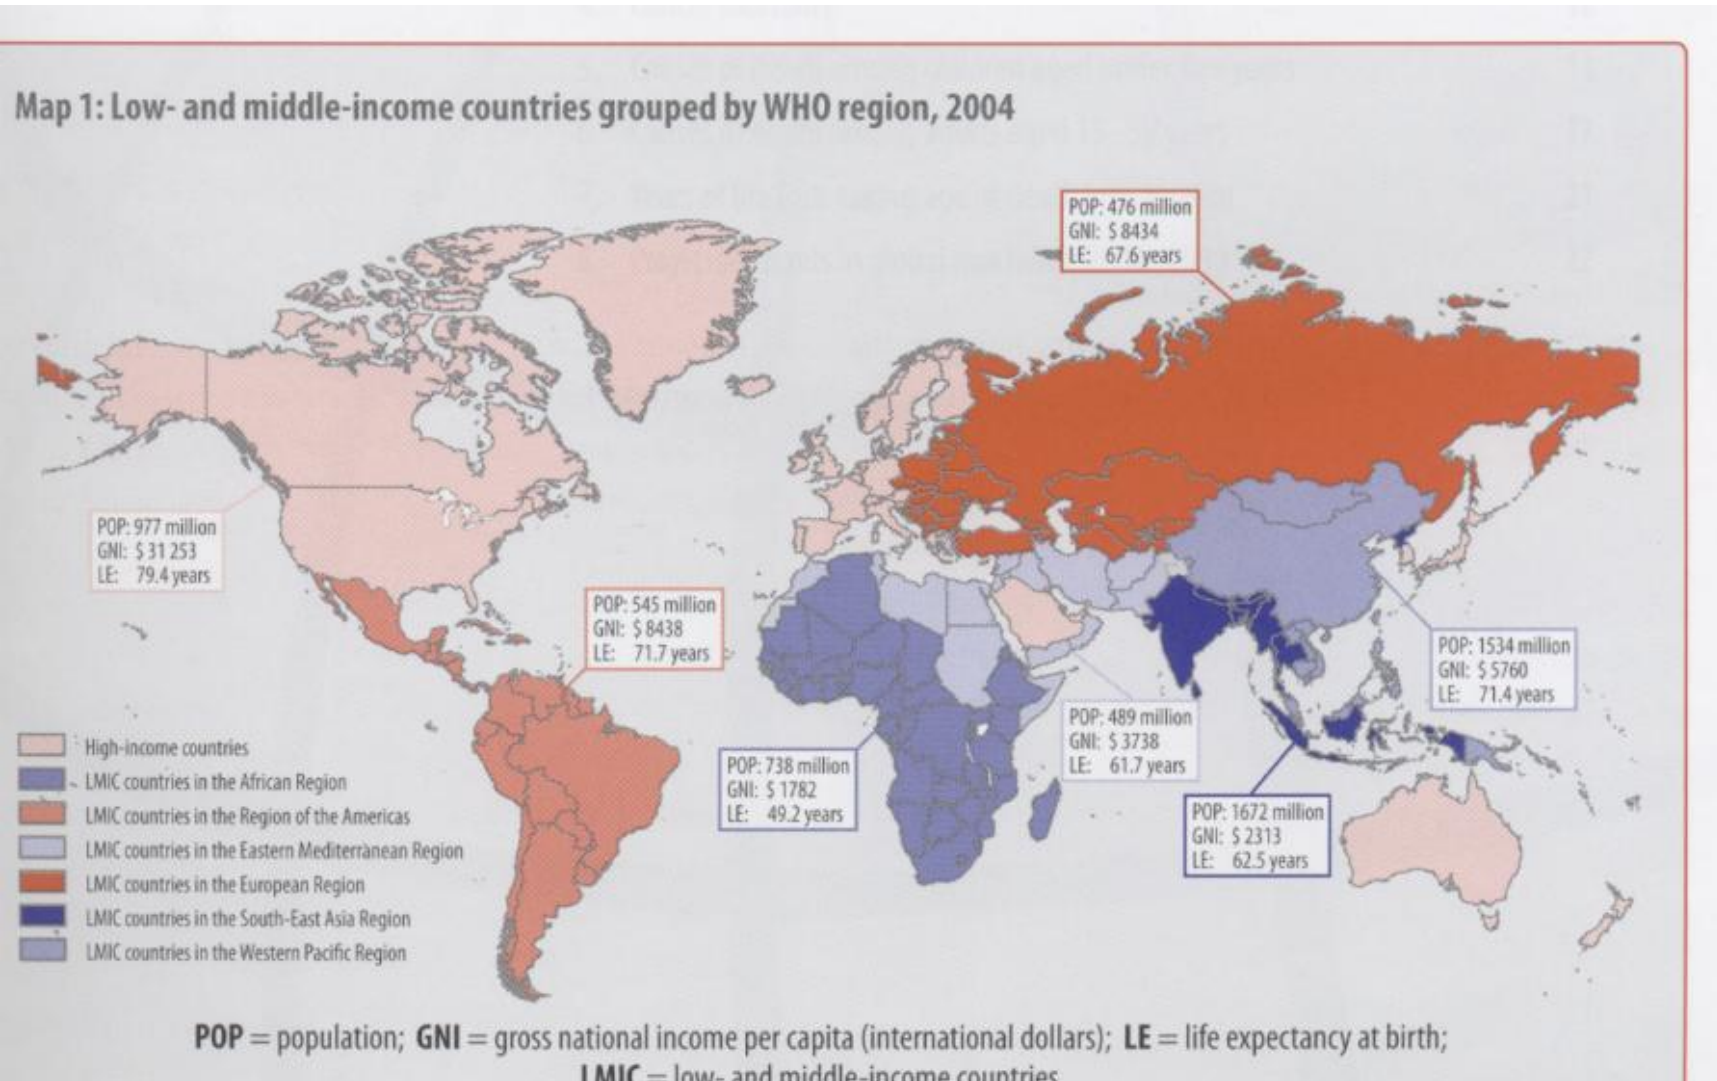 Map 1: Low- and middle-income countries grouped by WHO region, 2004
POP: 476 million
GNI: $ 8434
LE: 67.6 years
POP: 977 million
GNI: $ 31 253
LE: 79.4 years
POP: 545 million
GNI: $ 8438
LE: 71.7 years
POP: 1534 million
GNI: $ 5760
LE: 71.4 years
POP: 489 million
GNI: $ 3738
LE: 61.7 years
POP: 738 million
GNI: $ 1782
LE: 49.2 years
POP: 1672 million
GNI: $ 2313
LE: 62.5 years
High-income countries
LMIC countries in the African Region
LMIC countries in the Region of the Americas
LMIC countries in the Eastern Mediterranean Region
LMIC countries in the European Region
LMIC countries in the South-East Asia Region
LMIC countries in the Western Pacific Region
POP = population; GNI = gross national income per capita (international dollars); LE = life expectancy at birth;
LMIC = low- and middle-income countries